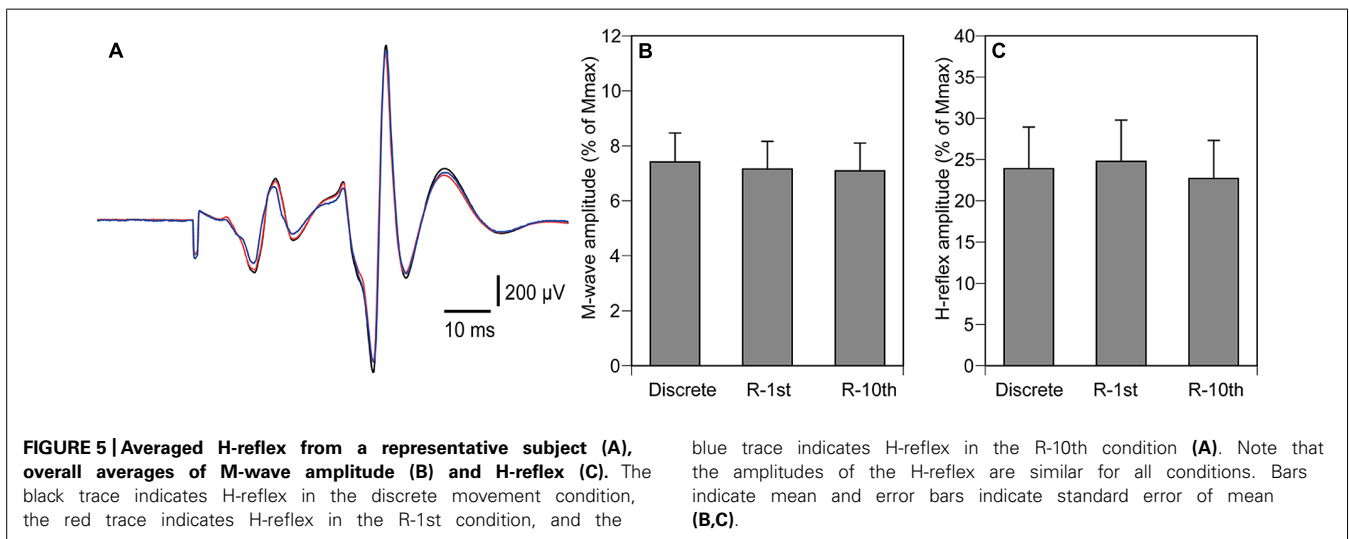 A
200 µV
10 ms
B
M-wave amplitude (% of Mmax)
12
10
8
6
4
2
0
Discrete
R-1st
R-10th
C
H-reflex amplitude (% of Mmax)
40
35
30
25
20
15
10
5
0
Discrete
R-1st
R-10th
FIGURE 5 | Averaged H-reflex from a representative subject (A),
overall averages of M-wave amplitude (B) and H-reflex (C). The
black trace indicates H-reflex in the discrete movement condition,
the red trace indicates H-reflex in the R-1st condition, and the
blue trace indicates H-reflex in the R-10th condition (A). Note that
the amplitudes of the H-reflex are similar for all conditions. Bars
indicate mean and error bars indicate standard error of mean
(B,C).